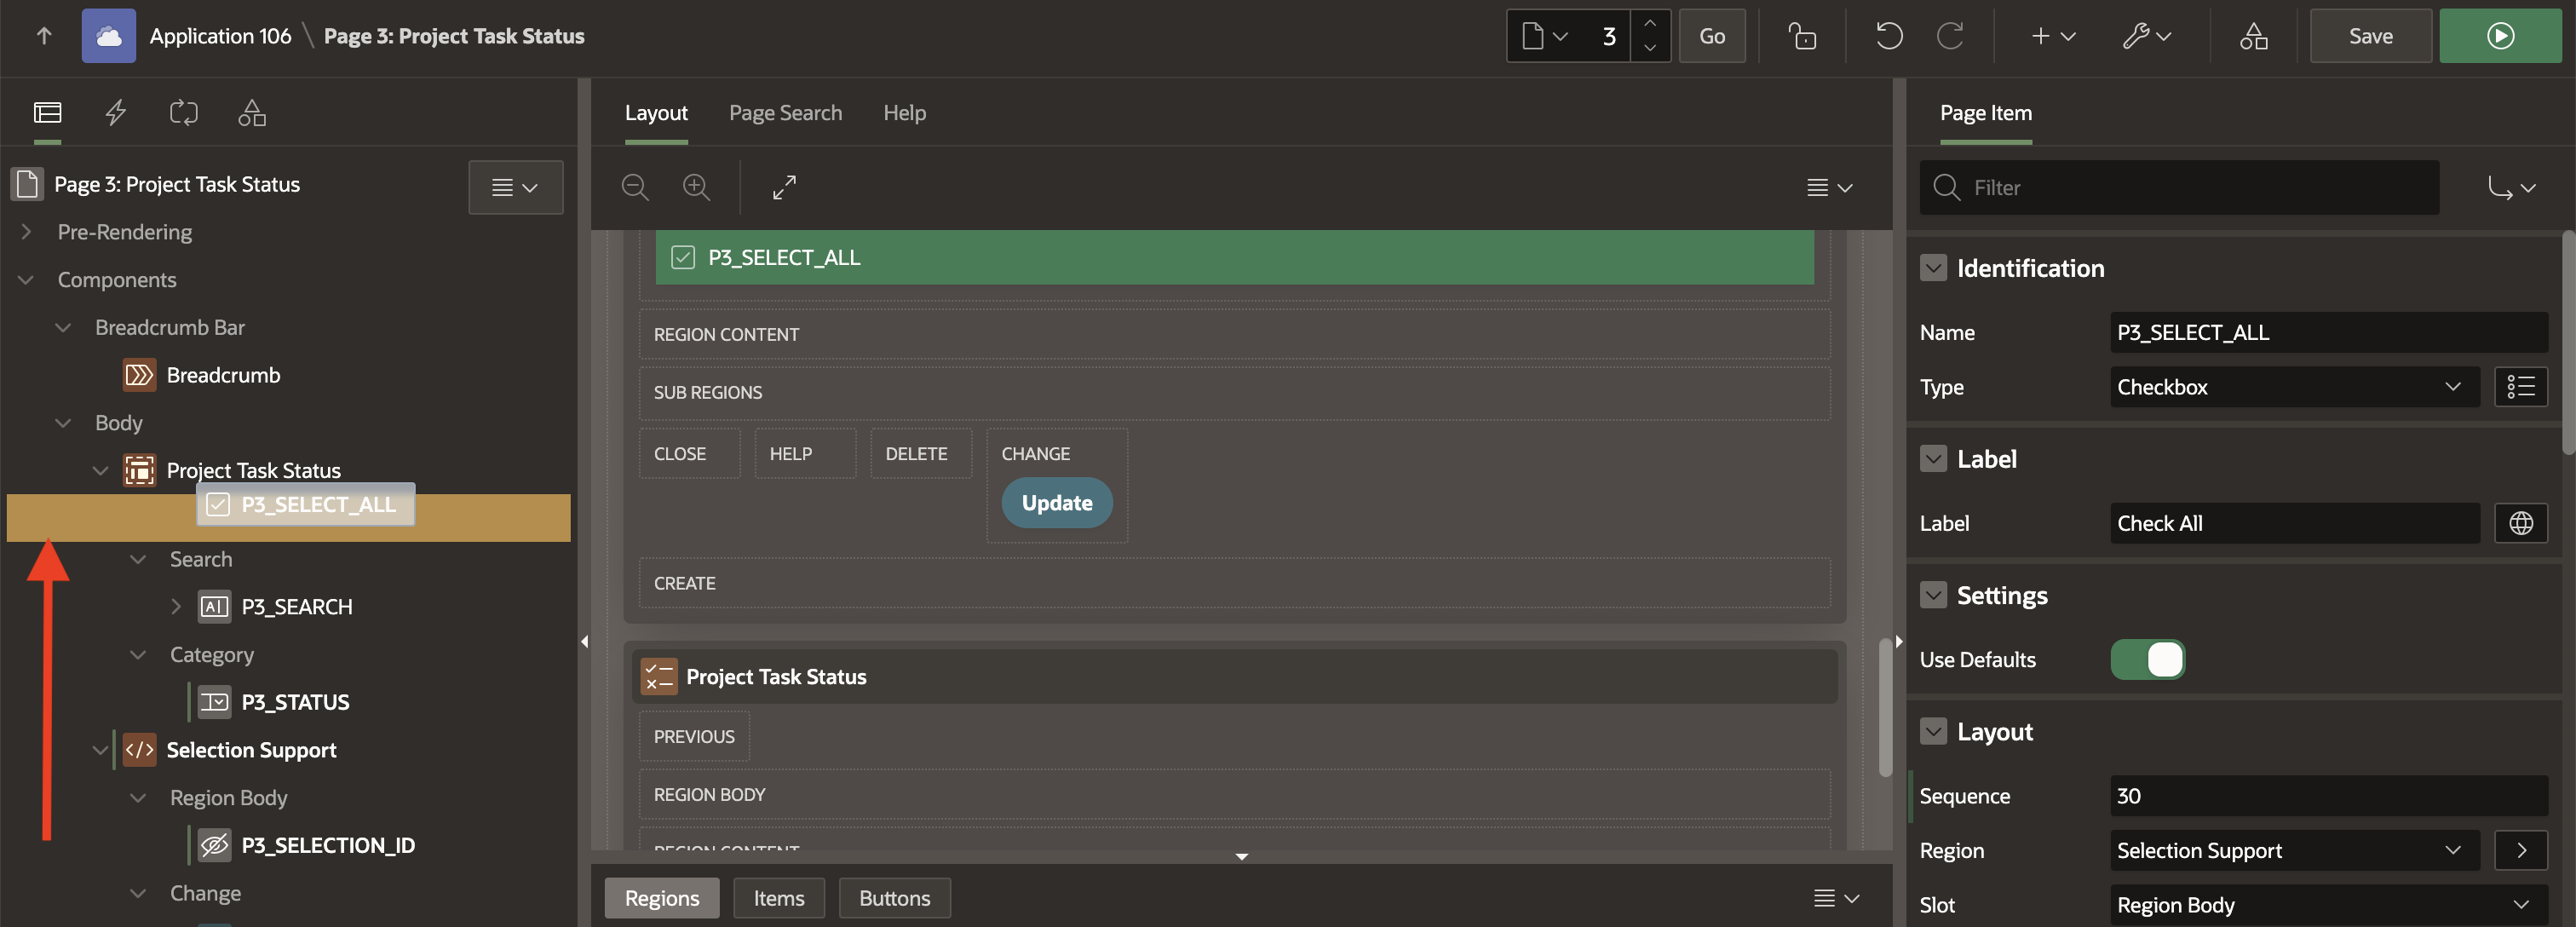 Application 106 \ Page 3: Project Task Status
3
Go
Save
Layout
Page Search
Help
Page Item
Page 3: Project Task Status
Pre-Rendering
Components
Breadcrumb Bar
Breadcrumb
Body
Project Task Status
P3_SELECT_ALL
Search
P3_SEARCH
Category
P3_STATUS
Selection Support
Region Body
P3_SELECTION_ID
Change
P3_SELECT_ALL
REGION CONTENT
SUB REGIONS
CLOSE
HELP
DELETE
CHANGE
Update
CREATE
Project Task Status
PREVIOUS
REGION BODY
REGION CONTENT
Regions
Items
Buttons
Filter
Identification
Name
P3_SELECT_ALL
Type
Checkbox
Label
Label
Check All
Settings
Use Defaults
Layout
Sequence
30
Region
Selection Support
Slot
Region Body